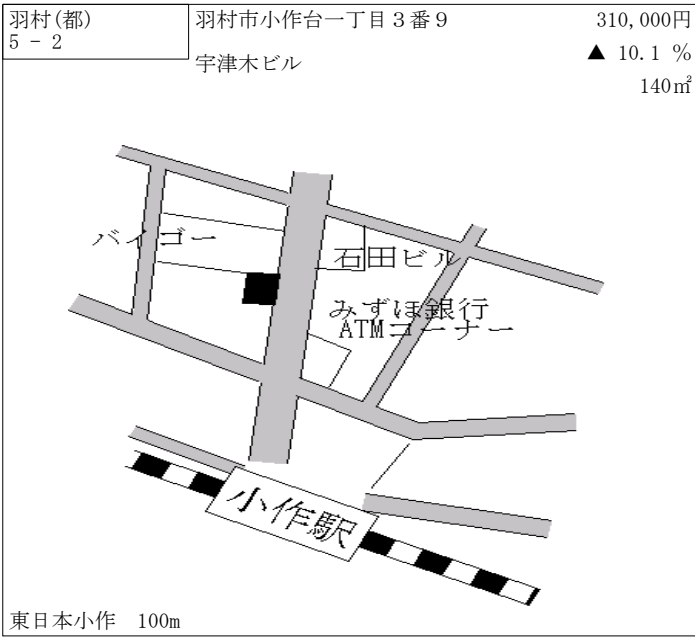 羽村(都)
5 － 2
羽村市小作台一丁目３番９
宇津木ビル
310,000円
▲ 10.1 %
140㎡
バイゴー
石田ビル
みずほ銀行
ATMコーナー
小作駅
東日本小作　100m